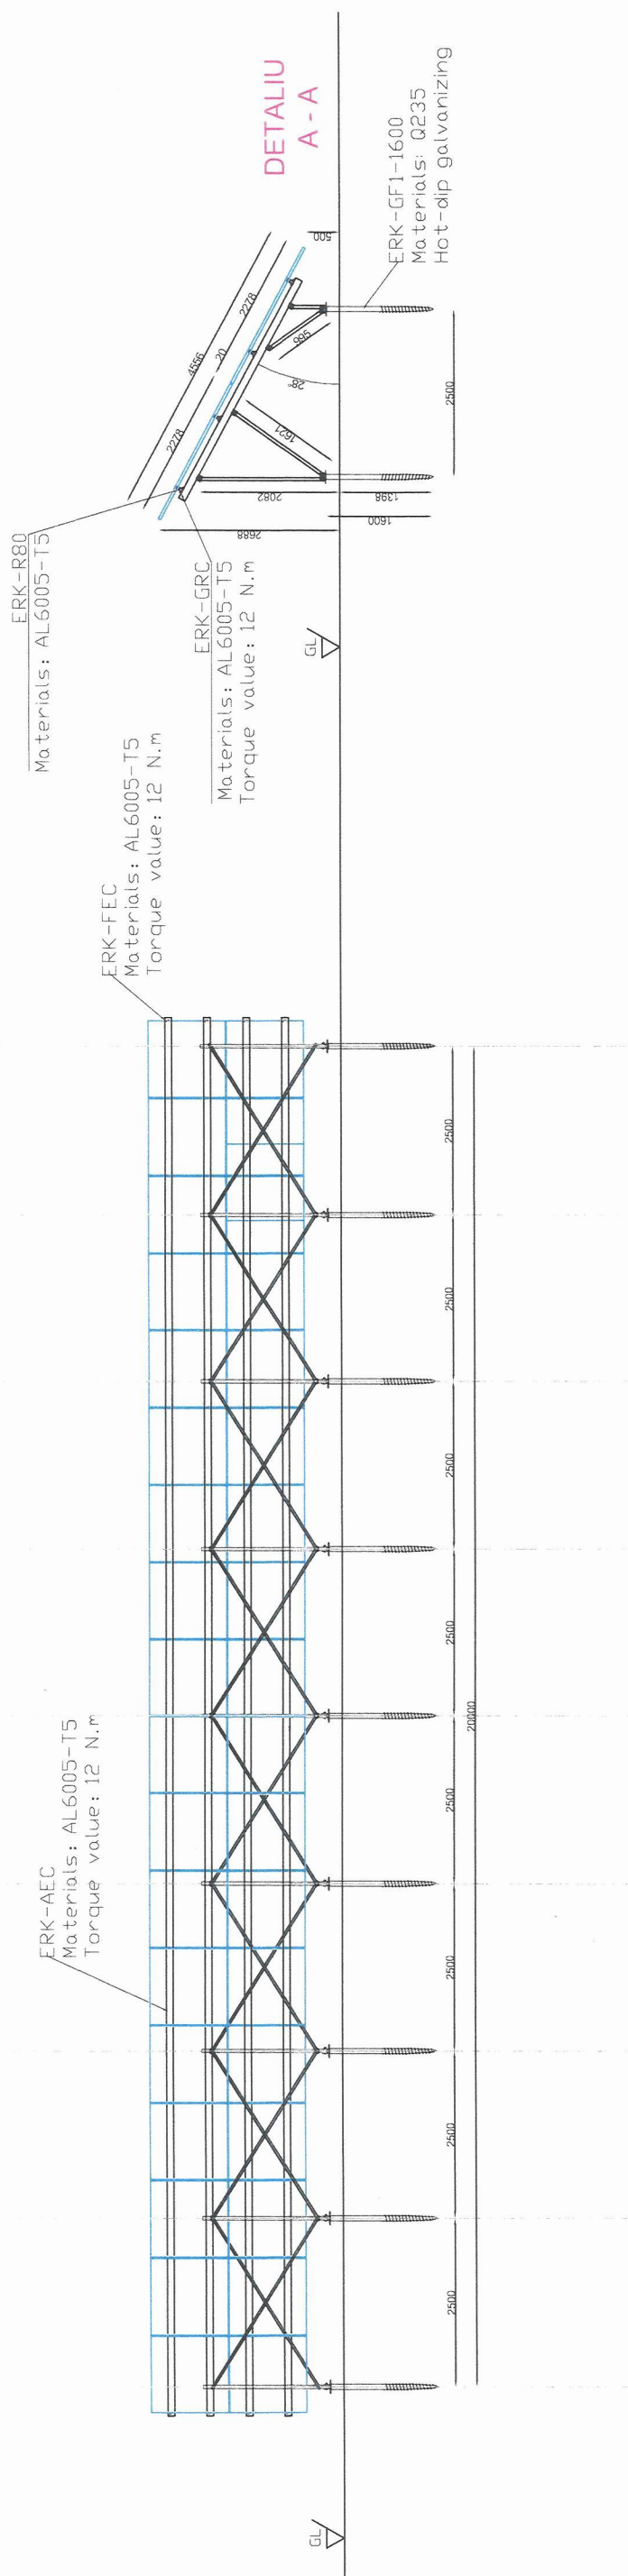 ERK-AEC
Materials: AL6005-T5
Torque value: 12 N.m
ERK-FEC
Materials: AL6005-T5
Torque value: 12 N.m
ERK-R80
Materials: AL6005-T5
ERK-GRC
Materials: AL6005-T5
Torque value: 12 N.m
GL
GL
2500
2500
2500
2500
2500
2500
2500
2500
20000
4556
2278
20
2278
2688
2082
1621
995
28°
500
1398
1600
2500
DETALIU
A - A
ERK-GF1-1600
Materials: Q235
Hot-dip galvanizing